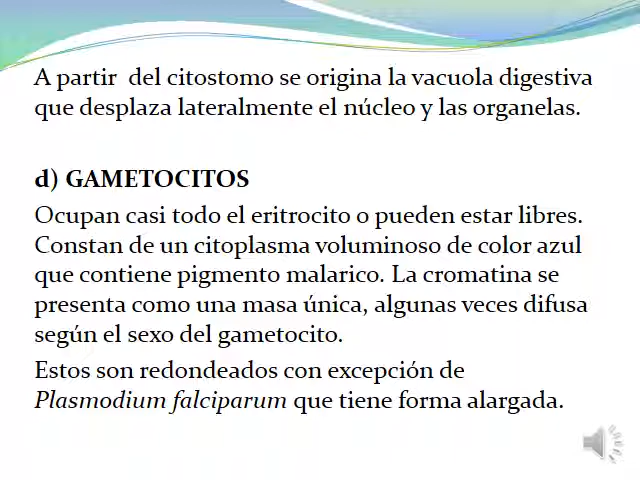 A partir  del citostomo se origina la vacuola digestiva
que desplaza lateralmente el núcleo y las organelas.
d) GAMETOCITOS
Ocupan casi todo el eritrocito o pueden estar libres.
Constan de un citoplasma voluminoso de color azul
que contiene pigmento malarico. La cromatina se
presenta como una masa única, algunas veces difusa
según el sexo del gametocito.
Estos son redondeados con excepción de
Plasmodium falciparum que tiene forma alargada.